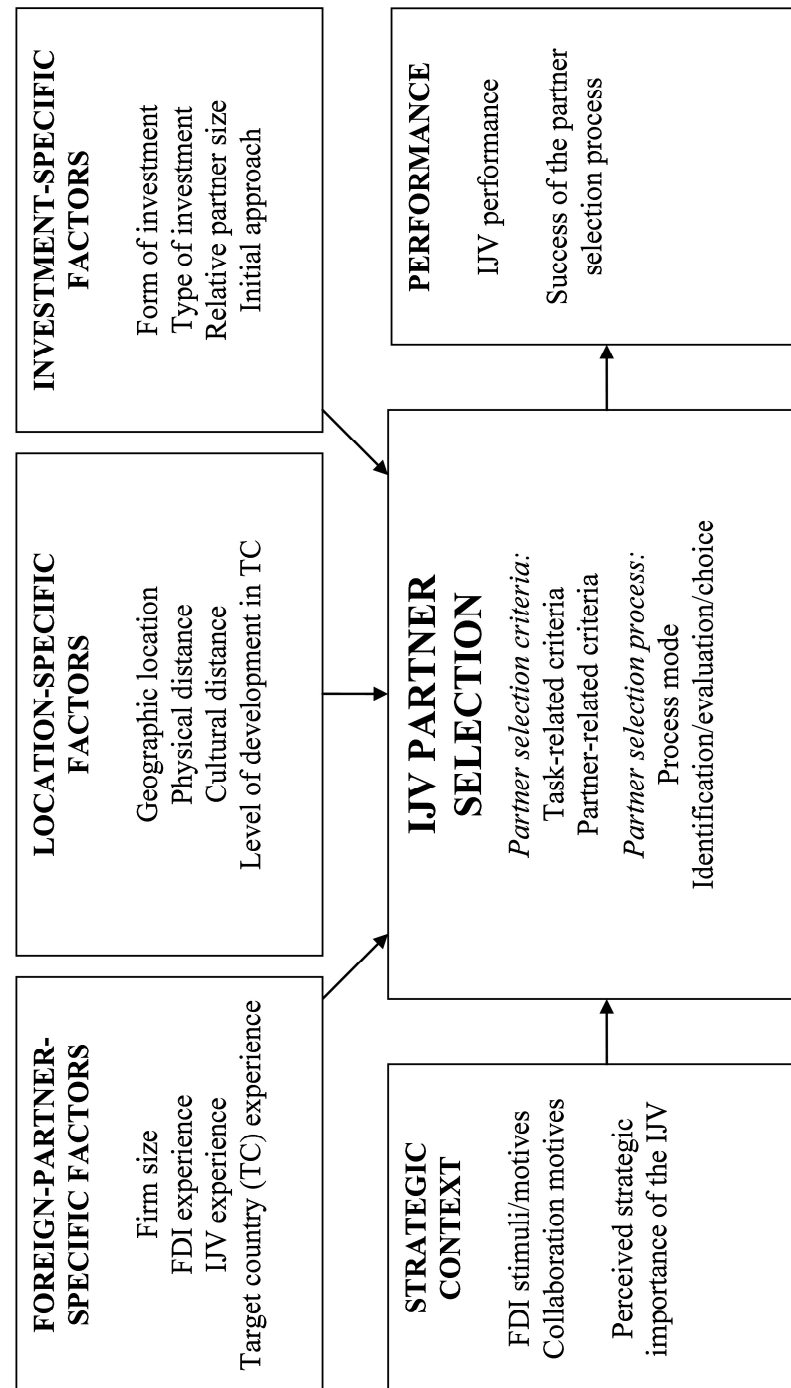 FOREIGN-PARTNER-
SPECIFIC FACTORS
Firm size
FDI experience
IJV experience
Target country (TC) experience
LOCATION-SPECIFIC
FACTORS
Geographic location
Physical distance
Cultural distance
Level of development in TC
INVESTMENT-SPECIFIC
FACTORS
Form of investment
Type of investment
Relative partner size
Initial approach
STRATEGIC
CONTEXT
FDI stimuli/motives
Collaboration motives
Perceived strategic
importance of the IJV
IJV PARTNER
SELECTION
Partner selection criteria:
Task-related criteria
Partner-related criteria
Partner selection process:
Process mode
Identification/evaluation/choice
PERFORMANCE
IJV performance
Success of the partner
selection process